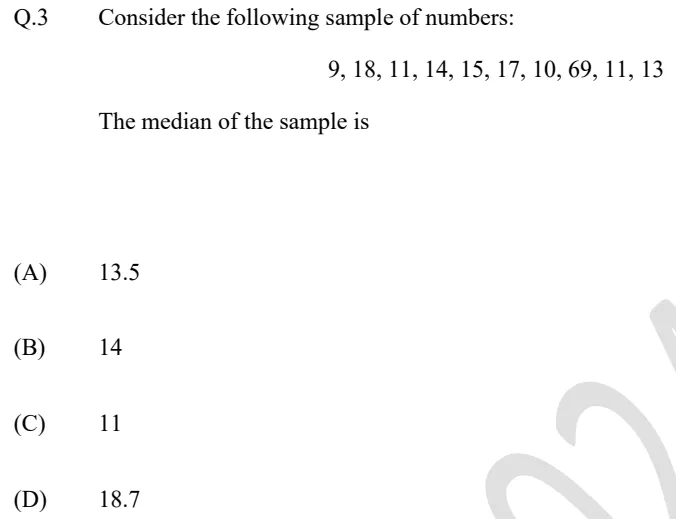 Q.3 Consider the following sample of numbers:
9, 18, 11, 14, 15, 17, 10, 69, 11, 13
The median of the sample is
(A) 13.5
(B) 14
(C) 11
(D) 18.7